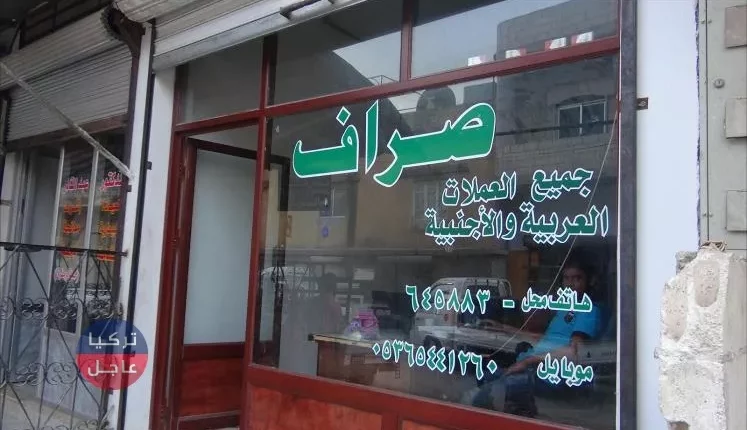 صراف
جميع العملات
العربية والأجنبية
هاتف محل - ٦٤٥٨٨٣
موبايل ٠٥٣٦٥٤٤١٢٦٠
تركيا
عاجل